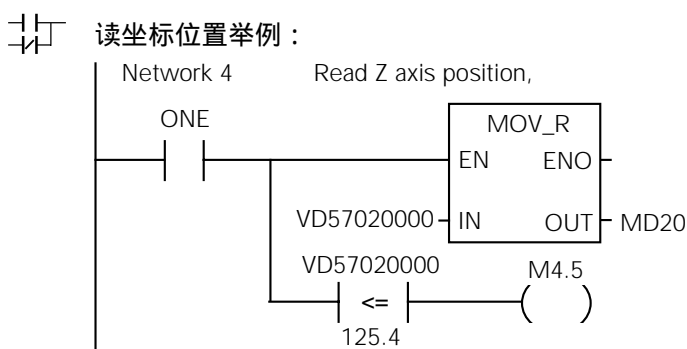 读坐标位置举例：
Network 4 Read Z axis position,
ONE
MOV_R
EN ENO
VD57020000 IN OUT MD20
VD57020000 M4.5
<=
125.4